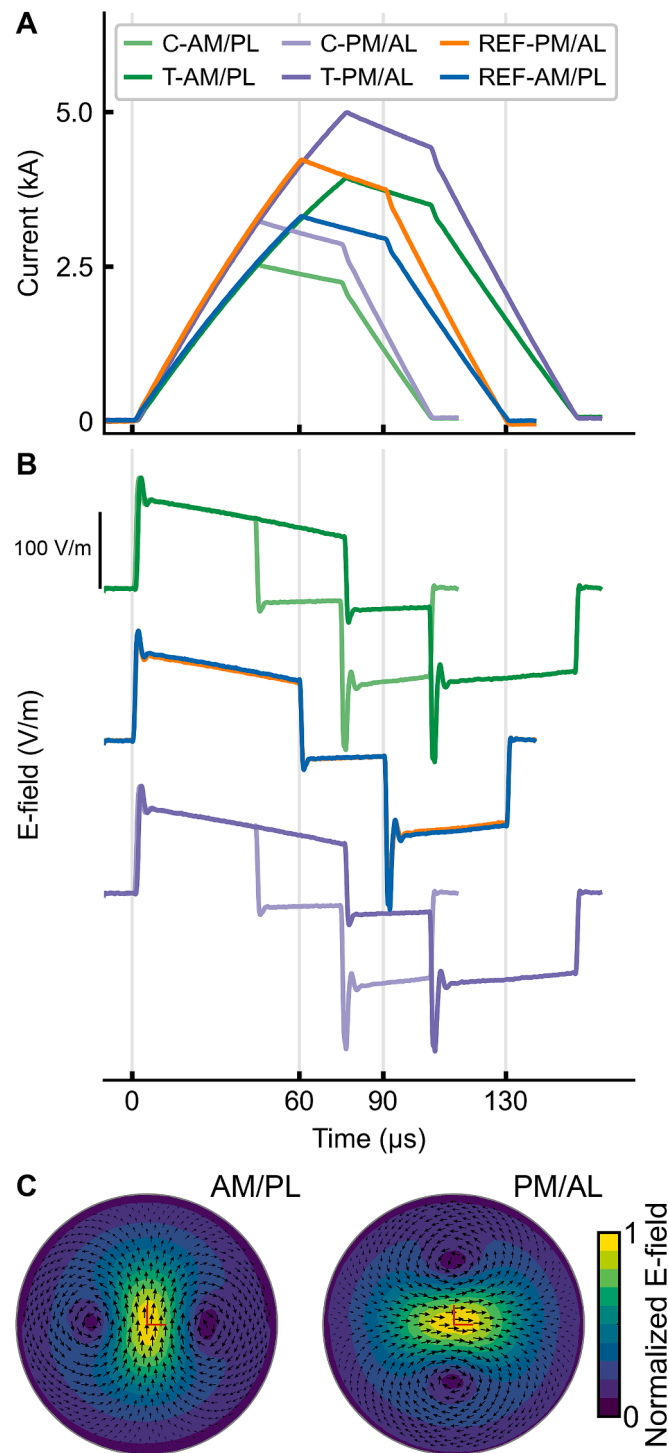 A
C-AM/PL C-PM/AL REF-PM/AL
T-AM/PL T-PM/AL REF-AM/PL
Current (kA)
5.0
2.5
0
B
100 V/m
E-field (V/m)
0 60 90 130
Time (µs)
C AM/PL PM/AL
1
0
Normalized E-field